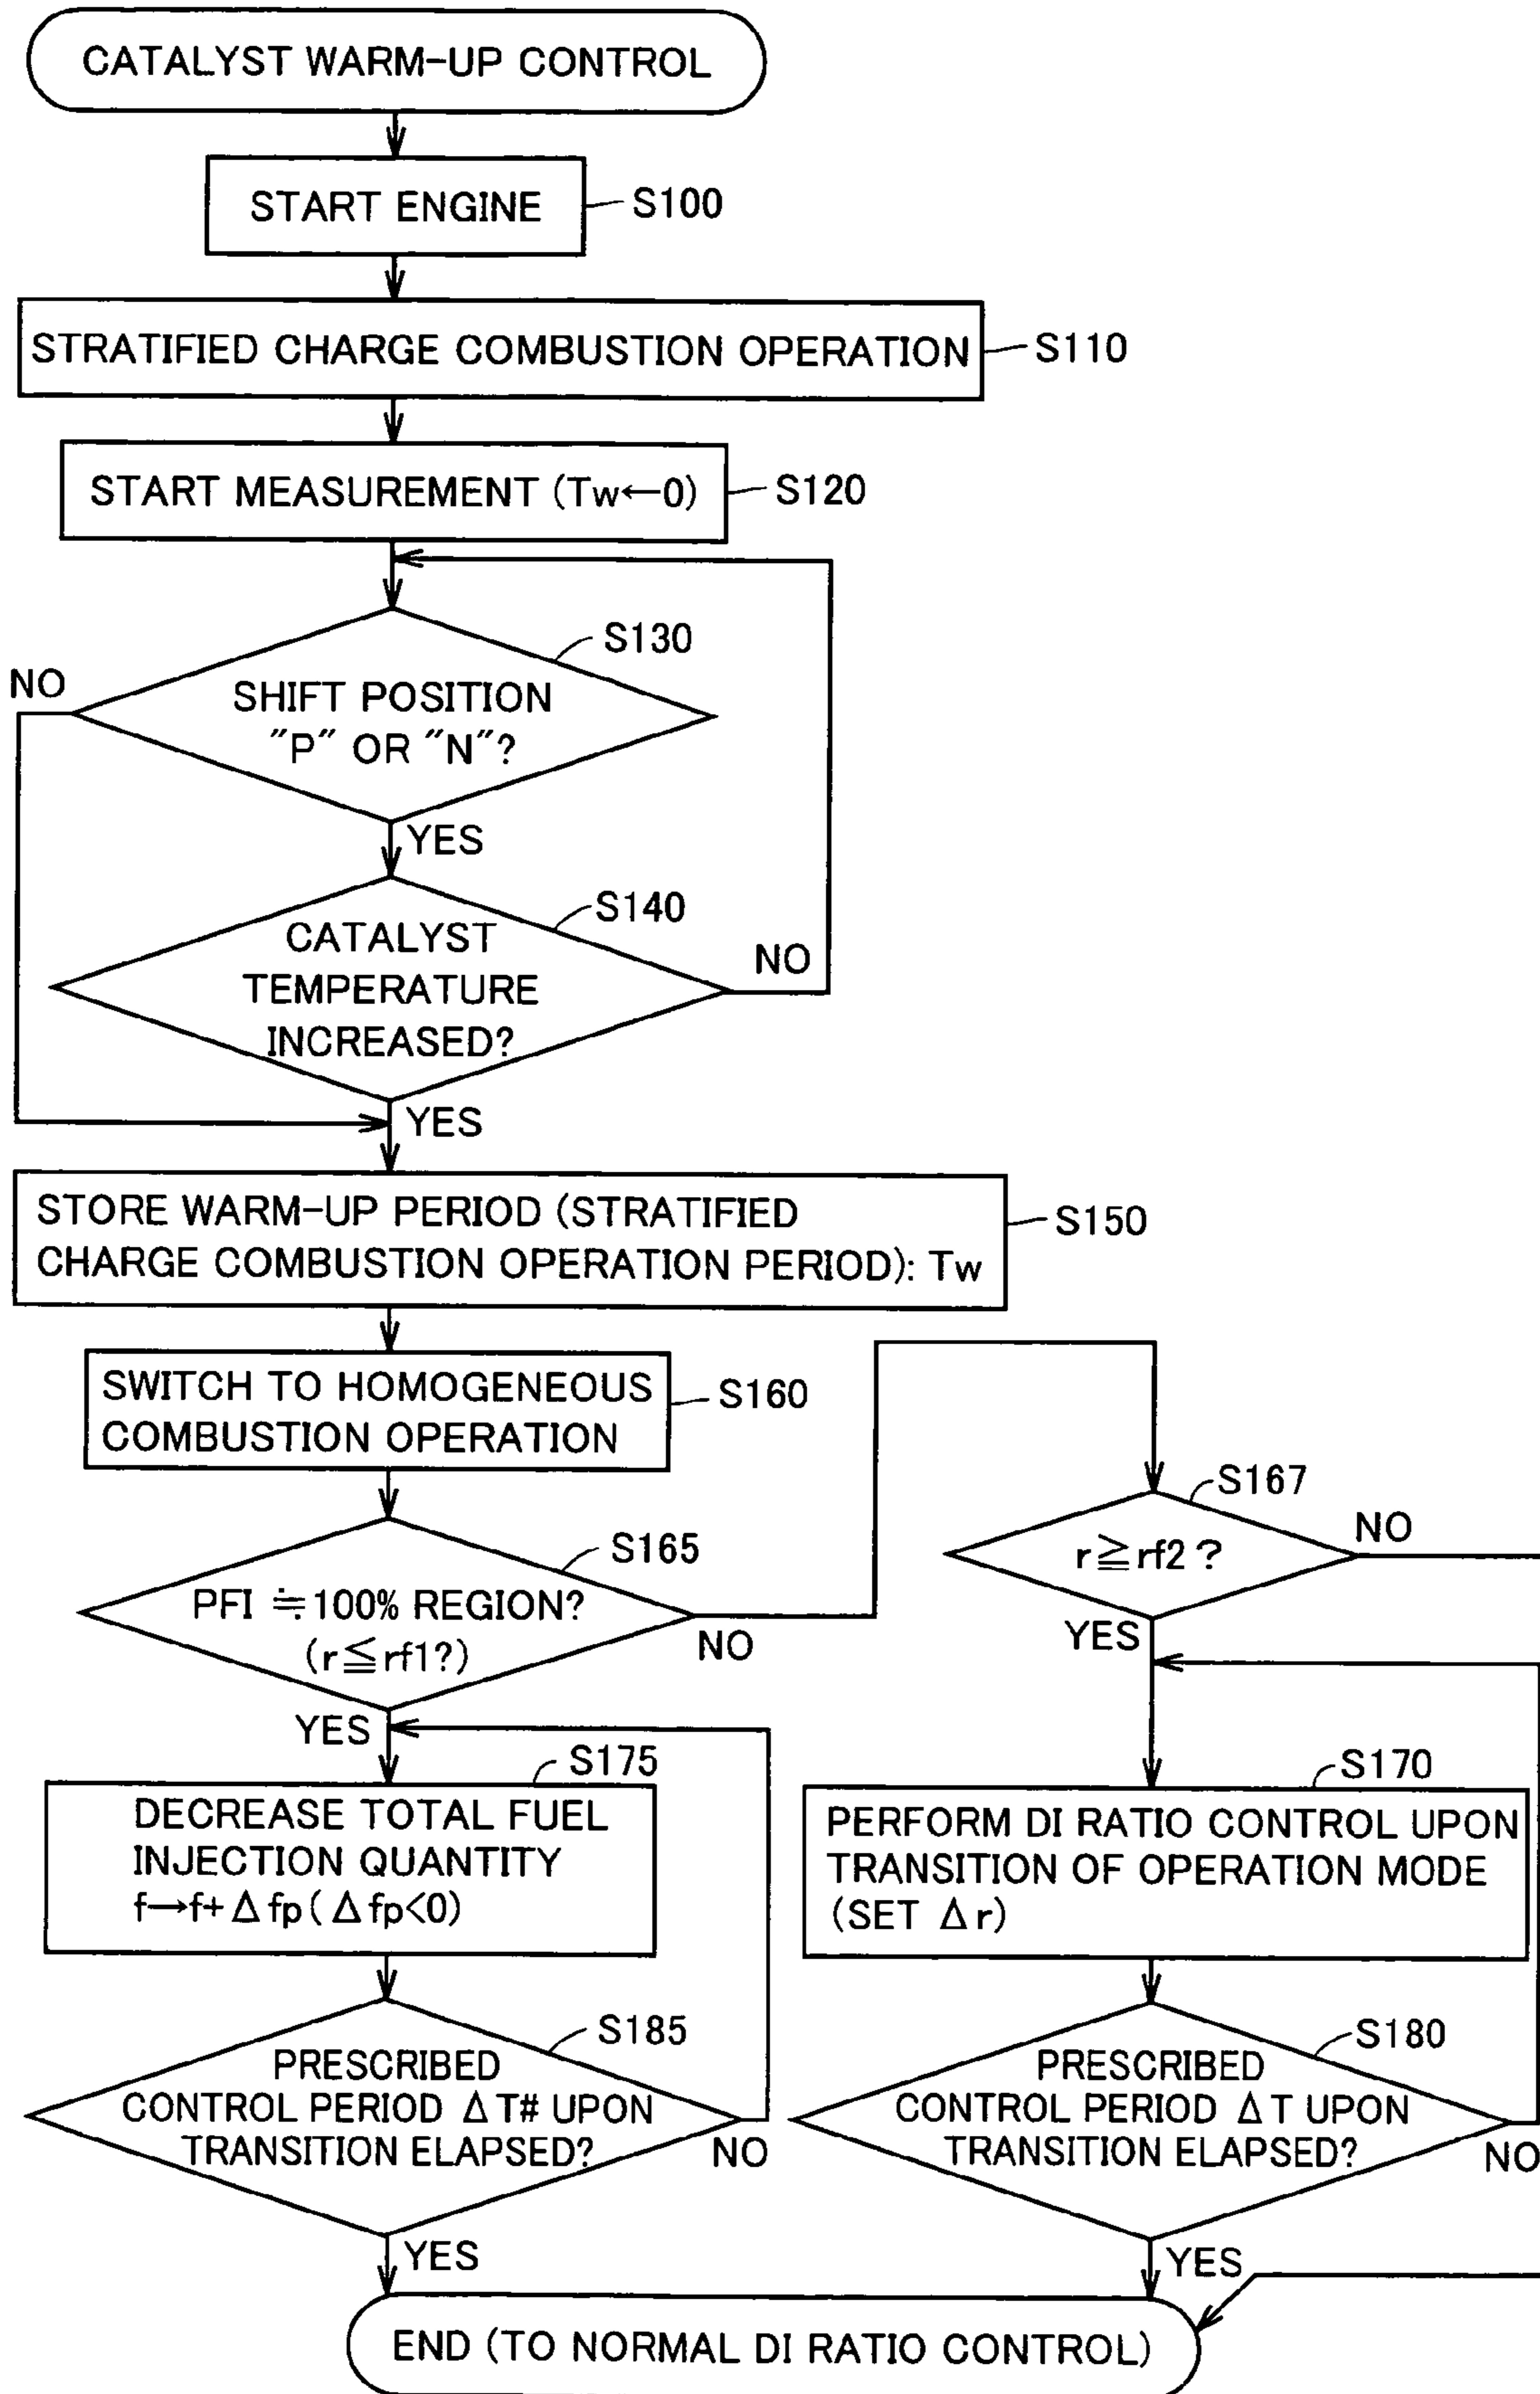 CATALYST WARM-UP CONTROL
START ENGINE
S100
STRATIFIED CHARGE COMBUSTION OPERATION
S110
START MEASUREMENT (Tw←0)
S120
S130
NO
SHIFT POSITION
"P" OR "N"?
YES
S140
CATALYST
TEMPERATURE
INCREASED?
NO
YES
STORE WARM-UP PERIOD (STRATIFIED
CHARGE COMBUSTION OPERATION PERIOD): Tw
S150
SWITCH TO HOMOGENEOUS
COMBUSTION OPERATION
S160
S165
PFI ≒100% REGION?
(r≦rf1?)
NO
YES
S167
r≧rf2?
NO
YES
S175
DECREASE TOTAL FUEL
INJECTION QUANTITY
f→f+Δfp(Δfp<0)
S170
PERFORM DI RATIO CONTROL UPON
TRANSITION OF OPERATION MODE
(SET Δr)
S185
PRESCRIBED
CONTROL PERIOD ΔT# UPON
TRANSITION ELAPSED?
NO
YES
S180
PRESCRIBED
CONTROL PERIOD ΔT UPON
TRANSITION ELAPSED?
NO
YES
END (TO NORMAL DI RATIO CONTROL)